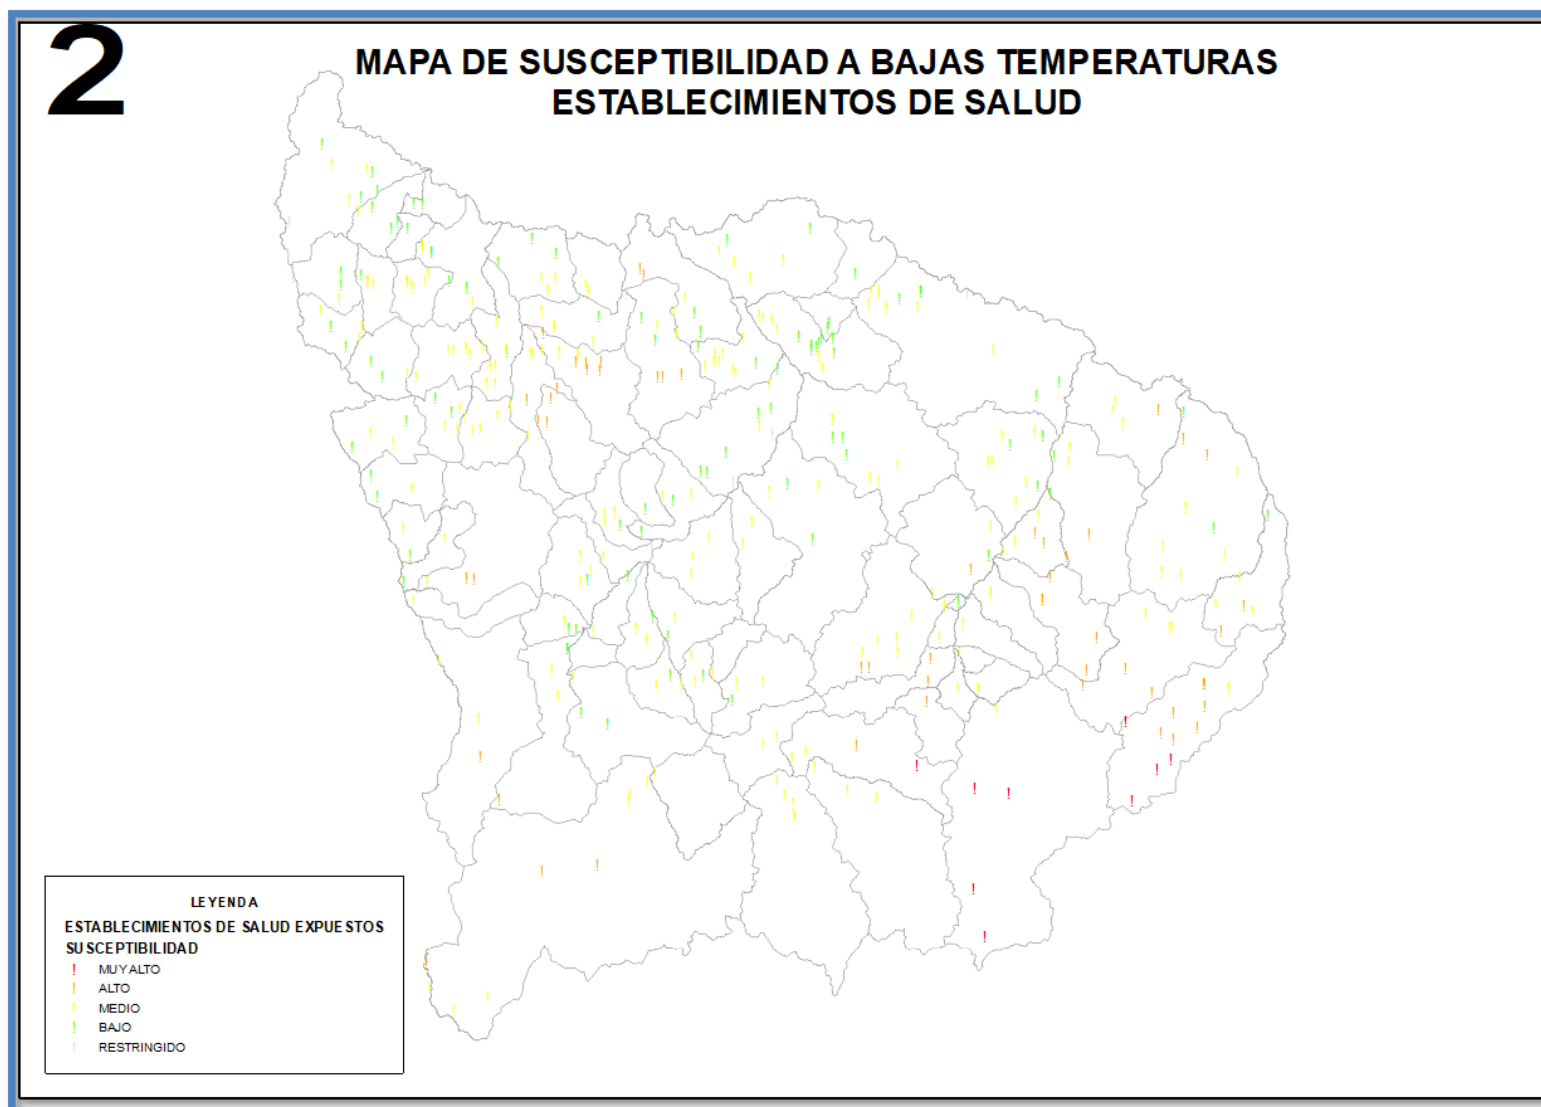 2
MAPA DE SUSCEPTIBILIDAD A BAJAS TEMPERATURAS
ESTABLECIMIENTOS DE SALUD
LEYENDA
ESTABLECIMIENTOS DE SALUD EXPUESTOS
SUSCEPTIBILIDAD
! MUY ALTO
! ALTO
! MEDIO
! BAJO
! RESTRINGIDO